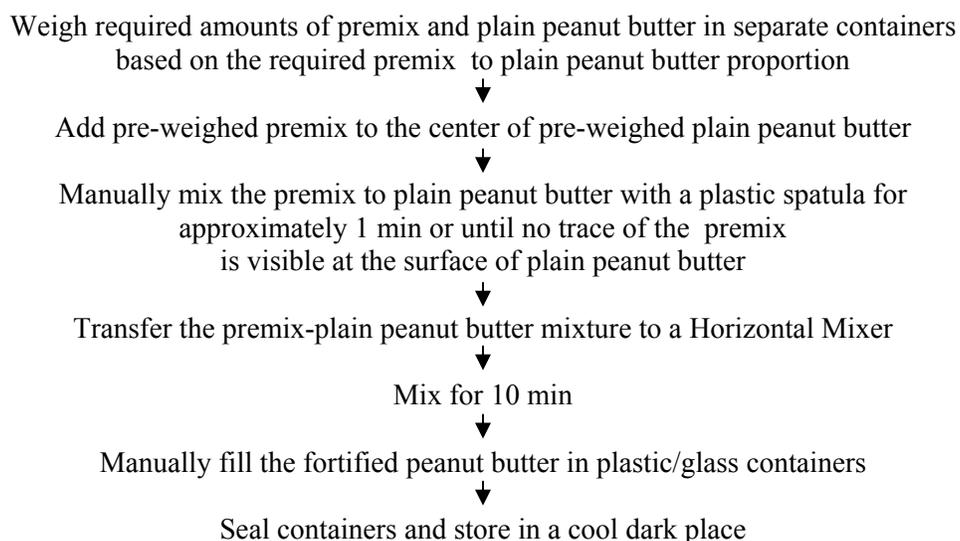 Weigh required amounts of premix and plain peanut butter in separate containers
based on the required premix to plain peanut butter proportion
Add pre-weighed premix to the center of pre-weighed plain peanut butter
Manually mix the premix to plain peanut butter with a plastic spatula for
approximately 1 min or until no trace of the premix
is visible at the surface of plain peanut butter
Transfer the premix-plain peanut butter mixture to a Horizontal Mixer
Mix for 10 min
Manually fill the fortified peanut butter in plastic/glass containers
Seal containers and store in a cool dark place